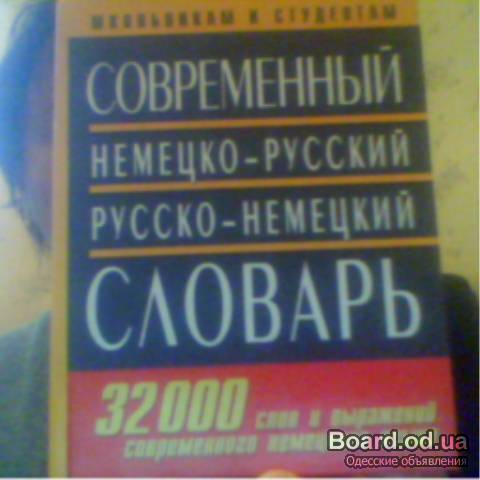 ШКОЛЬНИКАМ И СТУДЕНТАМ
СОВРЕМЕННЫЙ
НЕМЕЦКО-РУССКИЙ
РУССКО-НЕМЕЦКИЙ
СЛОВАРЬ
32000 слов и выражений
современного
Board.od.ua
Одесские объявления